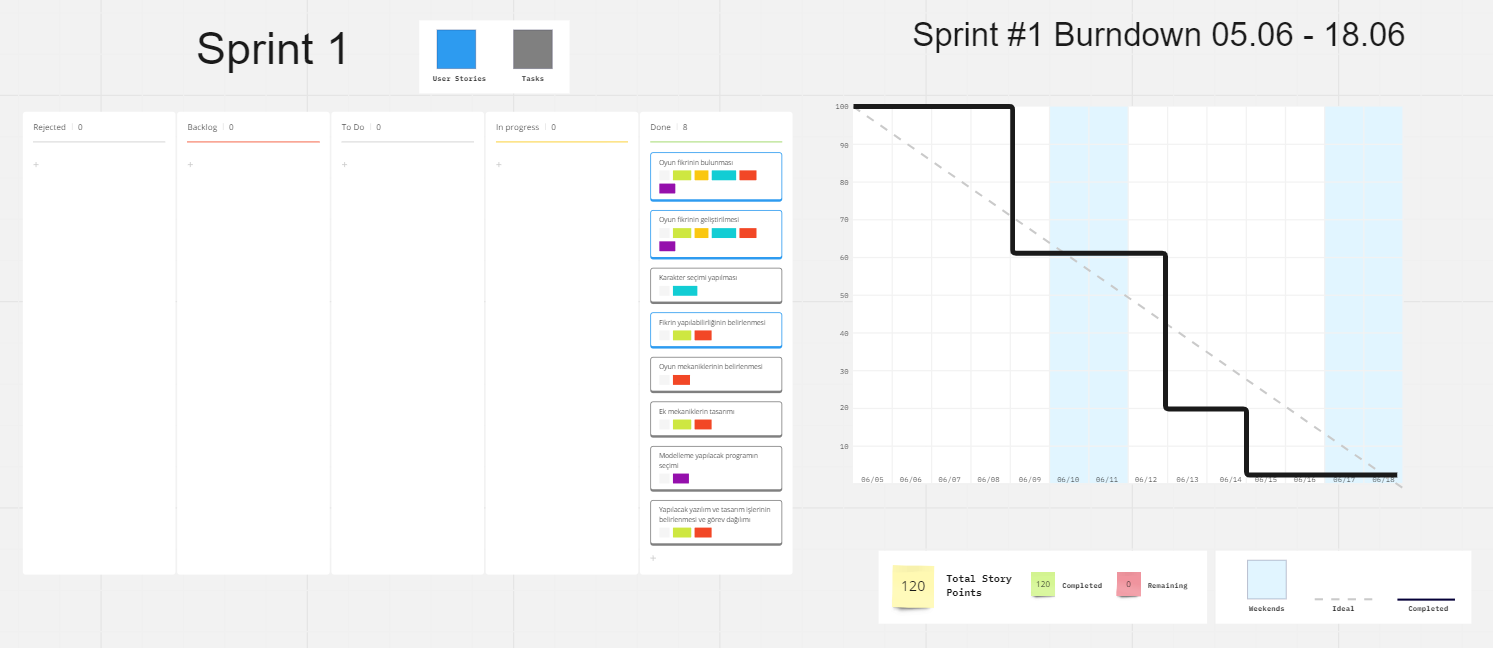 Sprint 1
User Stories
Tasks
Sprint #1 Burndown 05.06 - 18.06
Rejected 0
Backlog 0
To Do 0
In progress 0
Done 8
+
+
+
+
Oyun fikrinin bulunması
Oyun fikrinin geliştirilmesi
Karakter seçimi yapılması
Fikrin yapılabilirliğinin belirlenmesi
Oyun mekaniklerinin belirlenmesi
Ek mekaniklerin tasarımı
Modelleme yapılacak programın
seçimi
Yapılacak yazılım ve tasarım işlerinin
belirlenmesi ve görev dağılımı
+
100
90
80
70
60
50
40
30
20
10
06/05 06/06 06/07 06/08 06/09 06/10 06/11 06/12 06/13 06/14 06/15 06/16 06/17 06/18
120
Total Story
Points
120
Completed
0
Remaining
Weekends
Ideal
Completed